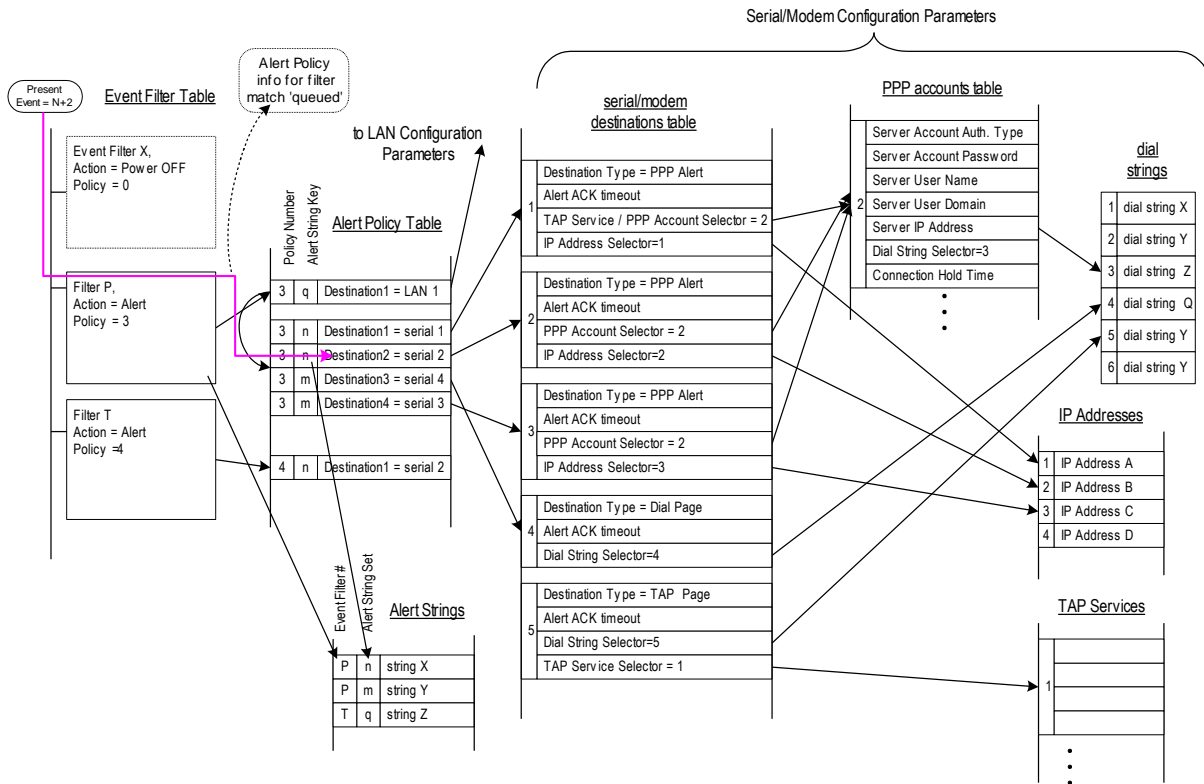 Serial/Modem Configuration Parameters
Present
Event = N+2
Event Filter Table
Alert Policy
info for filter
match 'queued'
to LAN Configuration
Parameters
Event Filter X,
Action = Power OFF
Policy = 0
Filter P,
Action = Alert
Policy = 3
Filter T
Action = Alert
Policy =4
Policy Number
Alert String Key
Alert Policy Table
3 q Destination1 = LAN 1
3 n Destination1 = serial 1
3 n Destination2 = serial 2
3 m Destination3 = serial 4
3 m Destination4 = serial 3
4 n Destination1 = serial 2
Event Filter #
Alert String Set
Alert Strings
P n string X
P m string Y
T q string Z
serial/modem
destinations table
1
Destination Type = PPP Alert
Alert ACK timeout
TAP Service / PPP Account Selector = 2
IP Address Selector=1
2
Destination Type = PPP Alert
Alert ACK timeout
PPP Account Selector = 2
IP Address Selector=2
3
Destination Type = PPP Alert
Alert ACK timeout
PPP Account Selector = 2
IP Address Selector=3
4
Destination Type = Dial Page
Alert ACK timeout
Dial String Selector=4
5
Destination Type = TAP Page
Alert ACK timeout
Dial String Selector=5
TAP Service Selector = 1
PPP accounts table
2
Server Account Auth. Type
Server Account Password
Server User Name
Server User Domain
Server IP Address
Dial String Selector=3
Connection Hold Time
dial
strings
1 dial string X
2 dial string Y
3 dial string Z
4 dial string Q
5 dial string Y
6 dial string Y
IP Addresses
1 IP Address A
2 IP Address B
3 IP Address C
4 IP Address D
TAP Services
1